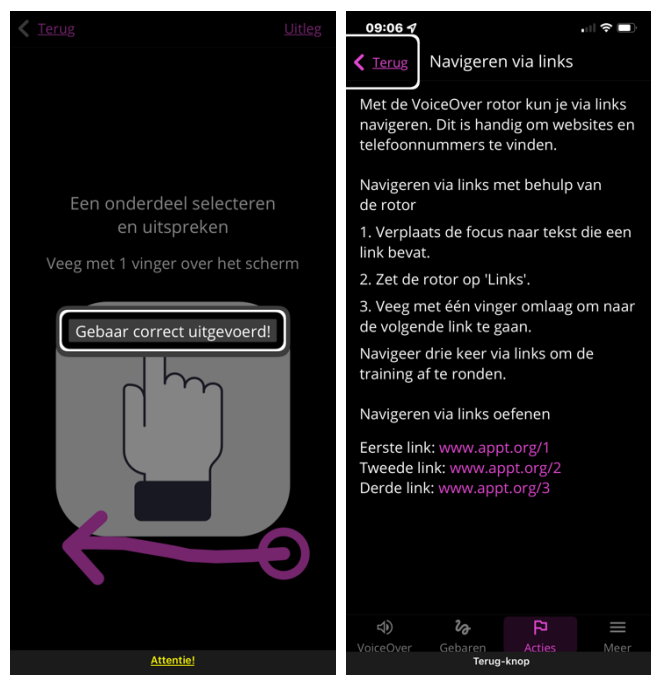 Terug
Uitleg
Een onderdeel selecteren
en uitspreken
Veeg met 1 vinger over het scherm
Gebaar correct uitgevoerd!
Attentie!
09:06
Terug
Navigeren via links
Met de VoiceOver rotor kun je via links
navigeren. Dit is handig om websites en
telefoonnummers te vinden.
Navigeren via links met behulp van
de rotor
1. Verplaats de focus naar tekst die een
link bevat.
2. Zet de rotor op 'Links'.
3. Veeg met één vinger omlaag om naar
de volgende link te gaan.
Navigeer drie keer via links om de
training af te ronden.
Navigeren via links oefenen
Eerste link: www.appt.org/1
Tweede link: www.appt.org/2
Derde link: www.appt.org/3
VoiceOver
Gebaren
Acties
Meer
Terug-knop